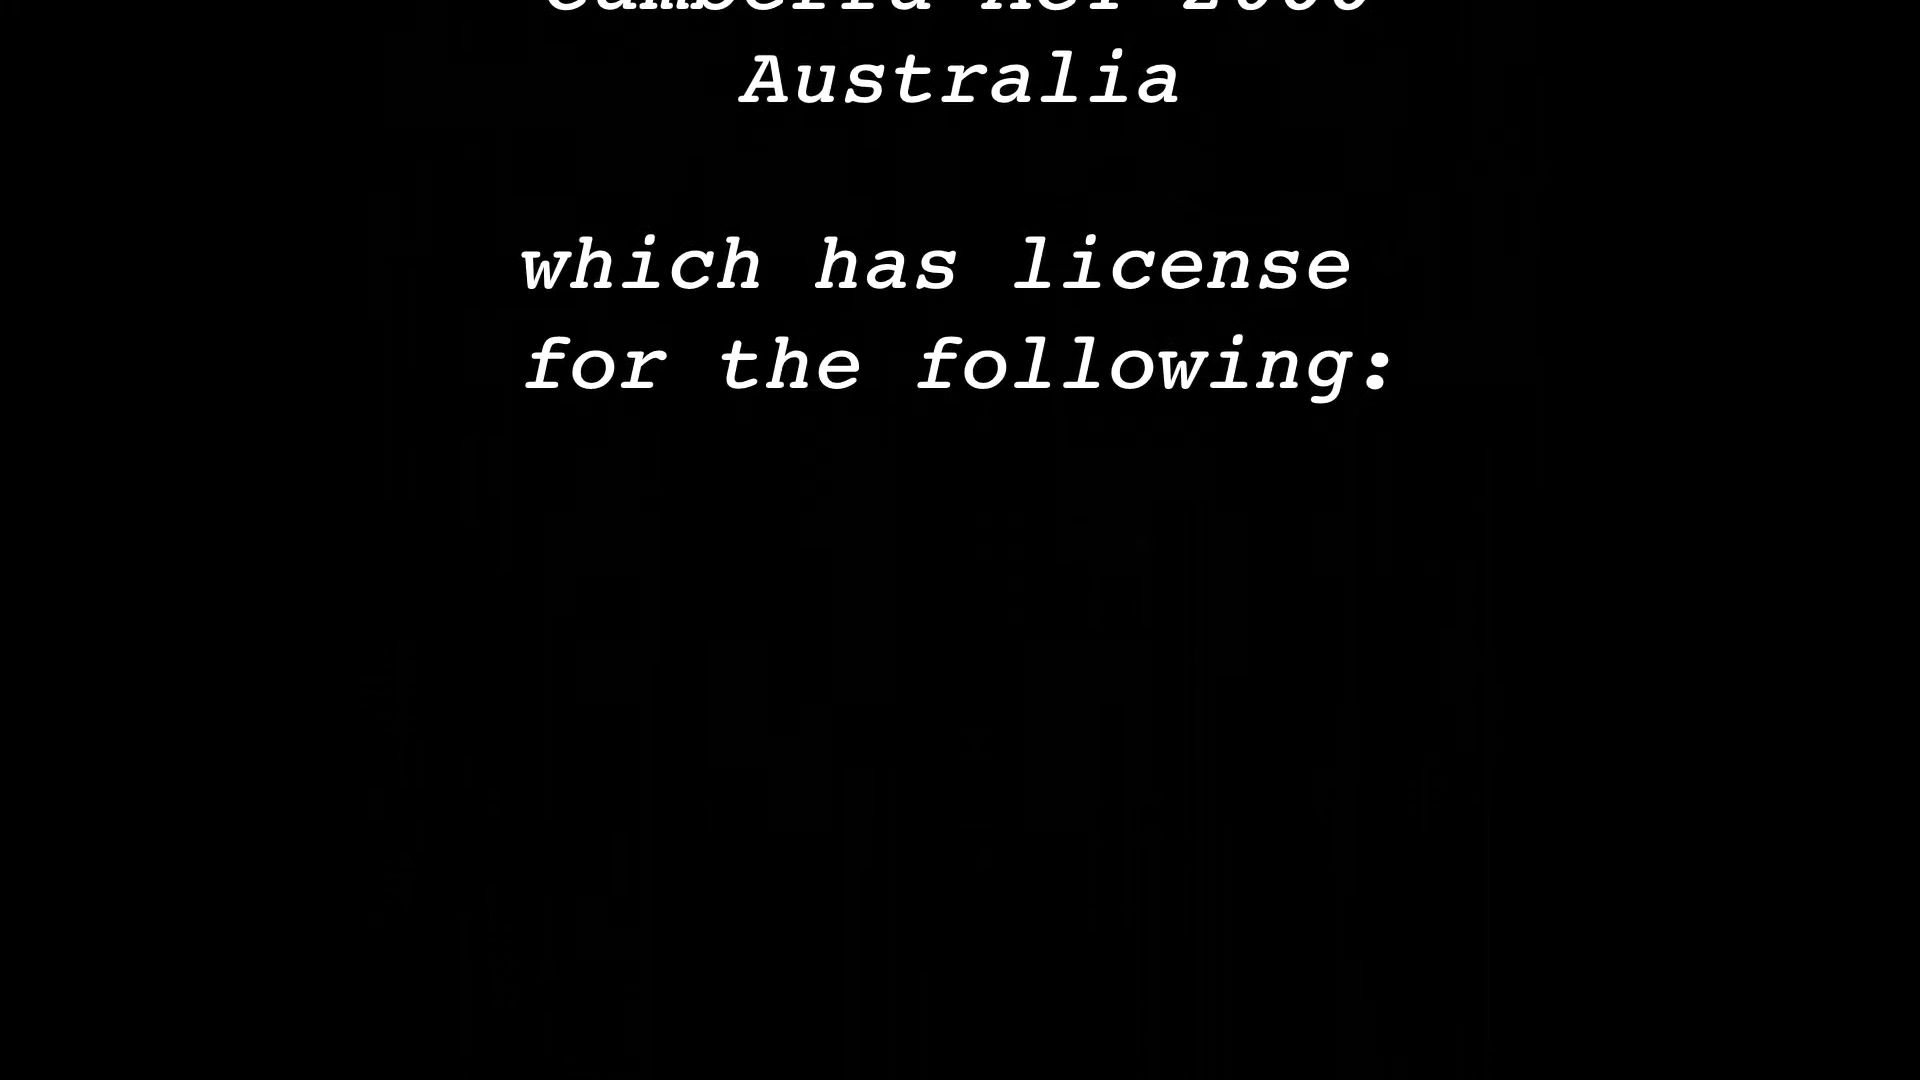 Australia
which has license
for the following: